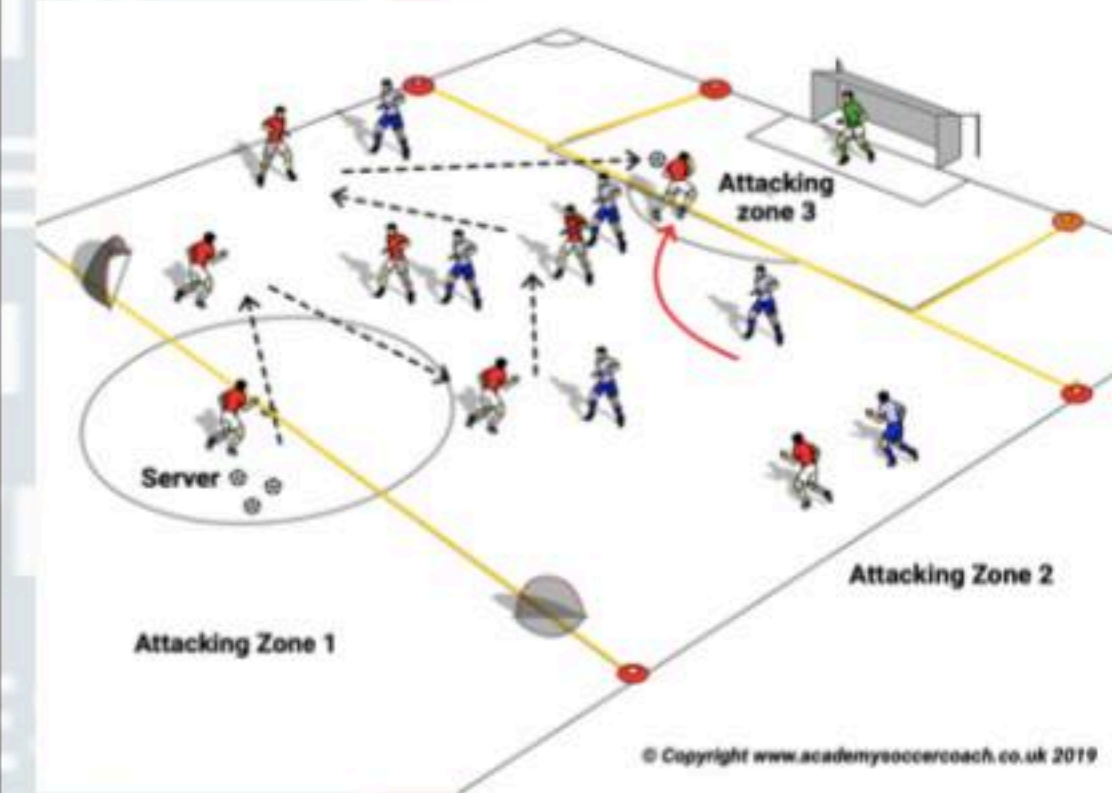 Attacking
zone 3
Server
Attacking Zone 2
Attacking Zone 1
© Copyright www.academysoccercoach.co.uk 2019